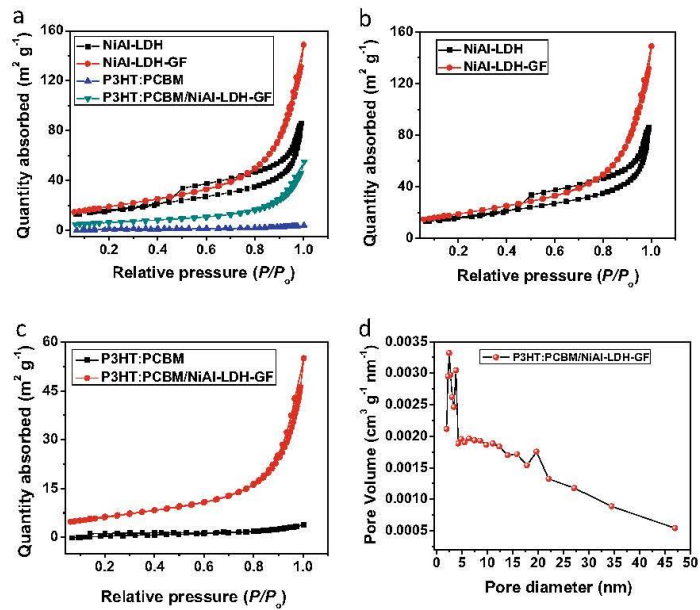 a
NiAl-LDH
NiAl-LDH-GF
P3HT:PCBM
P3HT:PCBM/NiAl-LDH-GF
Quantity absorbed (m² g⁻¹)
160
120
80
40
0
0.2 0.4 0.6 0.8 1.0
Relative pressure (P/Pₒ)
b
NiAl-LDH
NiAl-LDH-GF
Quantity absorbed (m² g⁻¹)
160
120
80
40
0
0.2 0.4 0.6 0.8 1.0
Relative pressure (P/Pₒ)
c
P3HT:PCBM
P3HT:PCBM/NiAl-LDH-GF
Quantity absorbed (m² g⁻¹)
60
45
30
15
0
0.2 0.4 0.6 0.8 1.0
Relative pressure (P/Pₒ)
d
P3HT:PCBM/NiAl-LDH-GF
Pore Volume (cm³ g⁻¹ nm⁻¹)
0.0035
0.0030
0.0025
0.0020
0.0015
0.0010
0.0005
0 5 10 15 20 25 30 35 40 45 50
Pore diameter (nm)